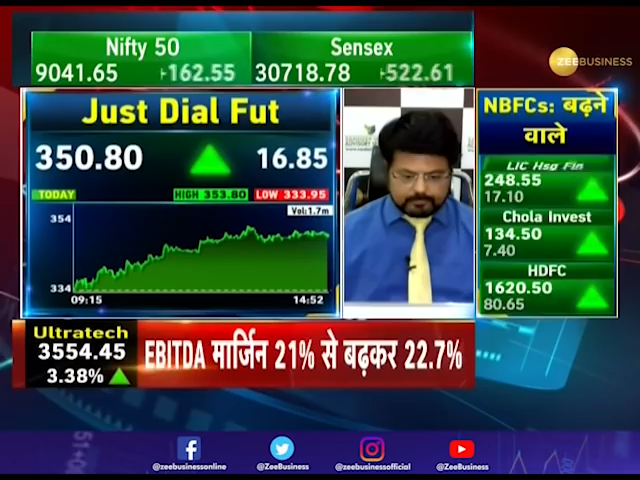 Nifty 50
9041.65 +162.55
Sensex
30718.78 +522.61
ZEEBUSINESS
Just Dial Fut
350.80 16.85
TODAY HIGH 353.80 LOW 333.95
Vol:1.7m
354
334
09:15 14:52
NBFCs: बढ़ने
वाले
LIC Hsg Fin
248.55
17.10
Chola Invest
134.50
7.40
HDFC
1620.50
80.65
Ultratech
3554.45
3.38%
EBITDA मार्जिन 21% से बढ़कर 22.7%
@zeebusinessonline
@ZeeBusiness
@zeebusinessofficial
@ZeeBusiness